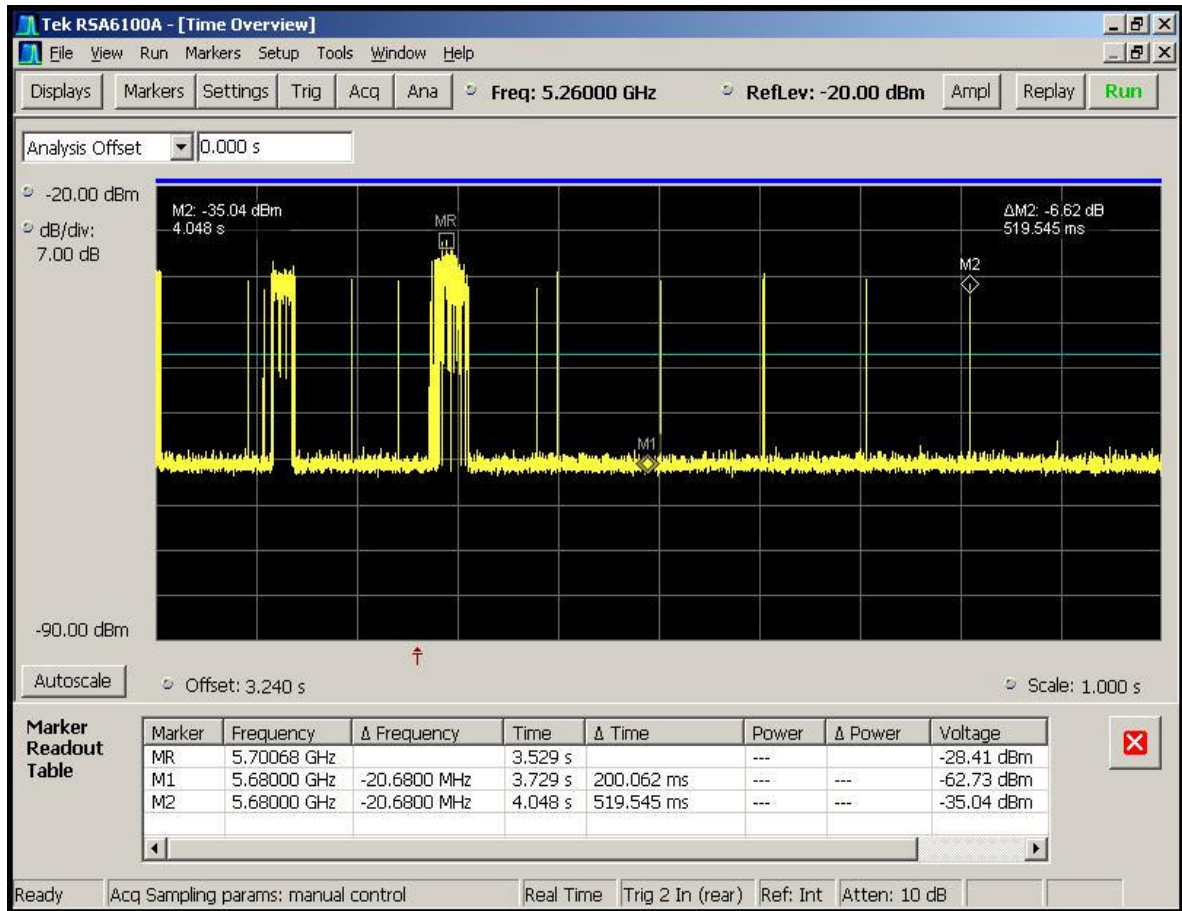 Tek RSA6100A - [Time Overview]
File View Run Markers Setup Tools Window Help
Displays Markers Settings Trig Acq Ana Freq: 5.26000 GHz RefLev: -20.00 dBm Ampl Replay Run
Analysis Offset 0.000 s
-20.00 dBm
dB/div:
7.00 dB
M2: -35.04 dBm
4.048 s
MR
ΔM2: -6.62 dB
519.545 ms
M2
M1
-90.00 dBm
T
Autoscale Offset: 3.240 s Scale: 1.000 s
Marker
Readout
Table
Marker Frequency Δ Frequency Time Δ Time Power Δ Power Voltage
MR 5.70068 GHz 3.529 s --- -28.41 dBm
M1 5.68000 GHz -20.6800 MHz 3.729 s 200.062 ms --- --- -62.73 dBm
M2 5.68000 GHz -20.6800 MHz 4.048 s 519.545 ms --- --- -35.04 dBm
Ready Acq Sampling params: manual control Real Time Trig 2 In (rear) Ref: Int Atten: 10 dB